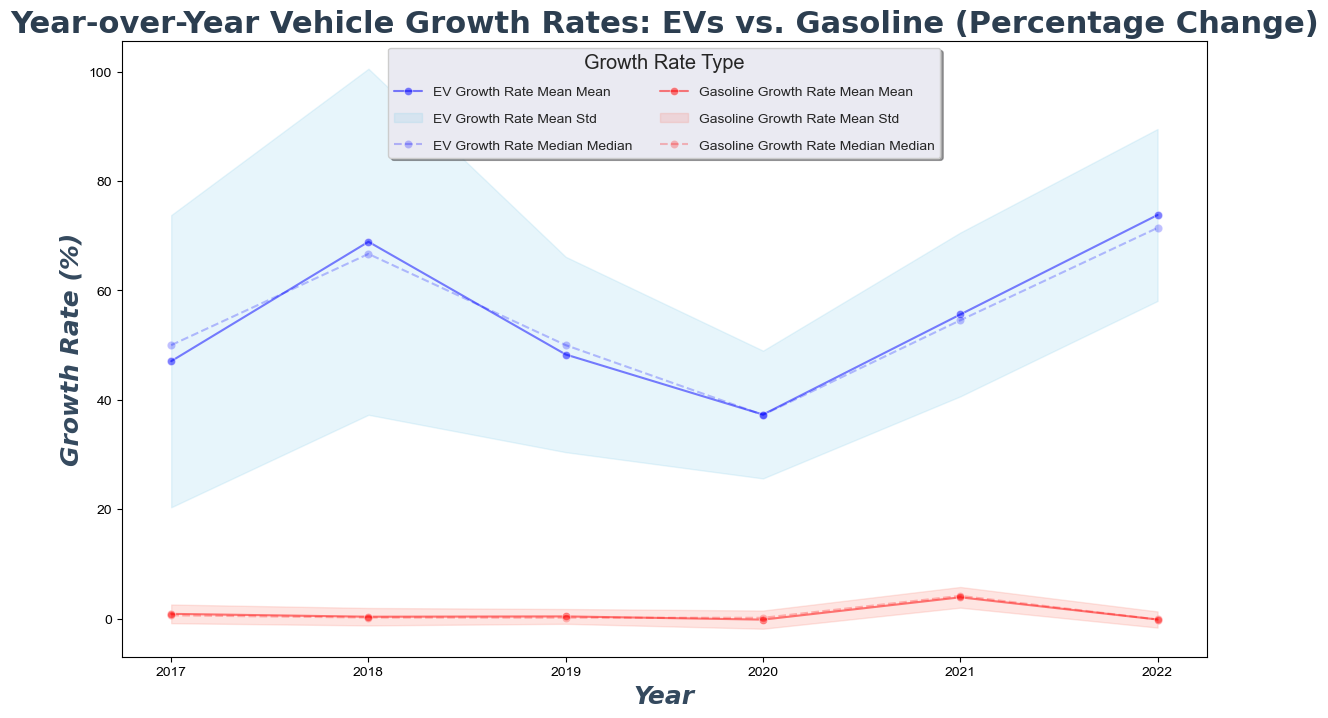 Year-over-Year Vehicle Growth Rates: EVs vs. Gasoline (Percentage Change)
Growth Rate Type
EV Growth Rate Mean Mean
EV Growth Rate Mean Std
EV Growth Rate Median Median
Gasoline Growth Rate Mean Mean
Gasoline Growth Rate Mean Std
Gasoline Growth Rate Median Median
Growth Rate (%)
100
80
60
40
20
0
2017 2018 2019 2020 2021 2022
Year